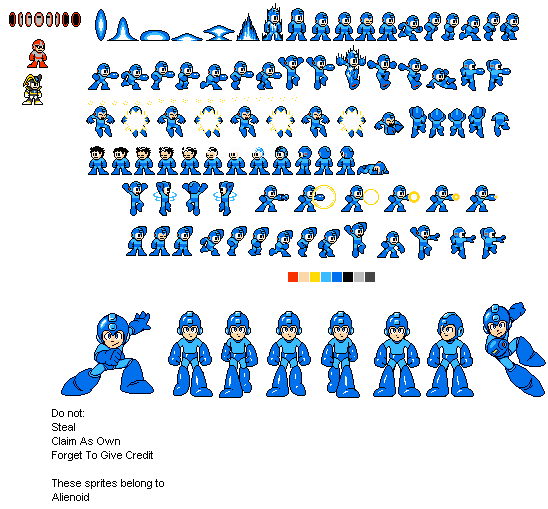 Do not:
Steal
Claim As Own
Forget To Give Credit
These sprites belong to
Alienoid